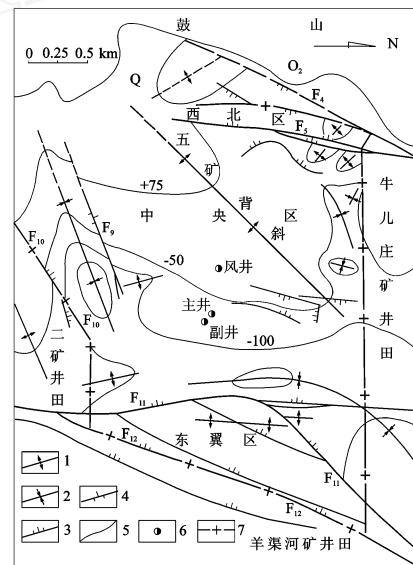 鼓 山
0 0.25 0.5 km
N
Q
O₂
F₄
西北区
F₅
五矿背斜
牛儿庄矿井田
+75
中央区
F₉
F₁₀
-50
风井
主井
副井
F₁₀
-100
二矿井田
F₁₁
F₁₂
东翼区
F₁₁
F₁₂
羊渠河矿井田
1
2
3
4
5
6
7